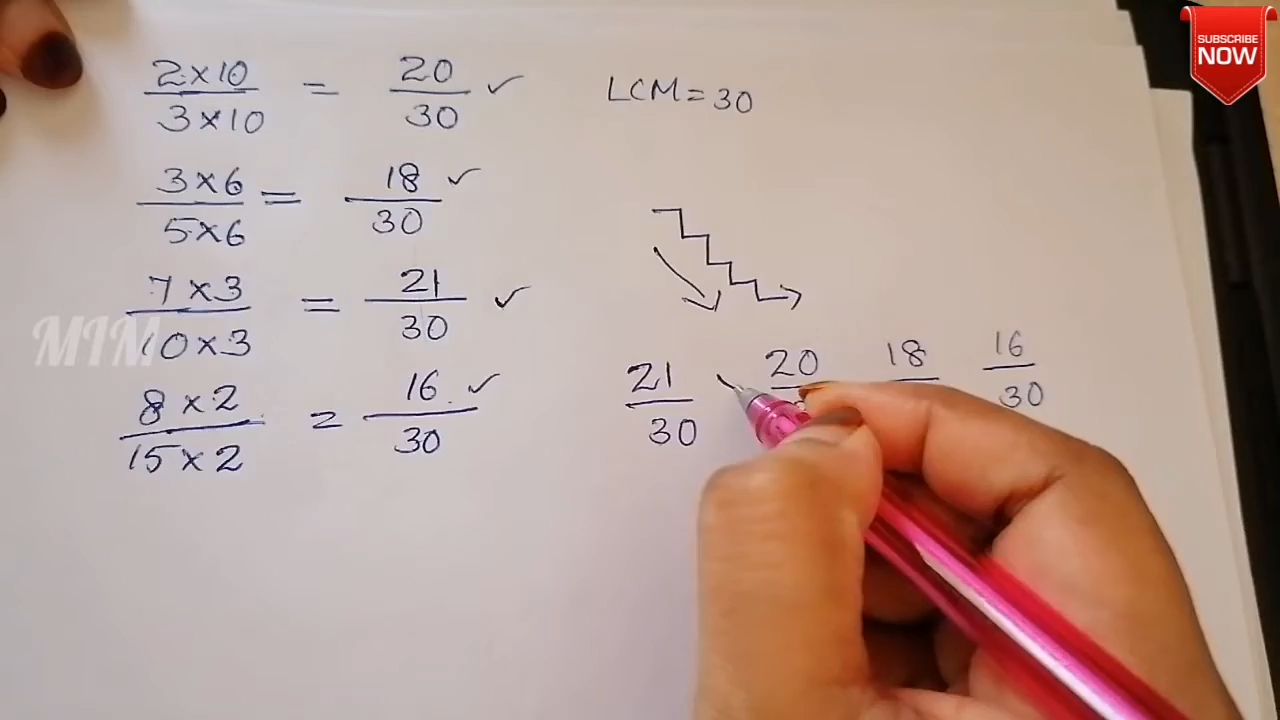 2×10 / 3×10 = 20/30 ✓
LCM = 30
3×6 / 5×6 = 18/30 ✓
7×3 / 10×3 = 21/30 ✓
8×2 / 15×2 = 16/30 ✓
21/30 20 18 16/30
MIM
SUBSCRIBE
NOW